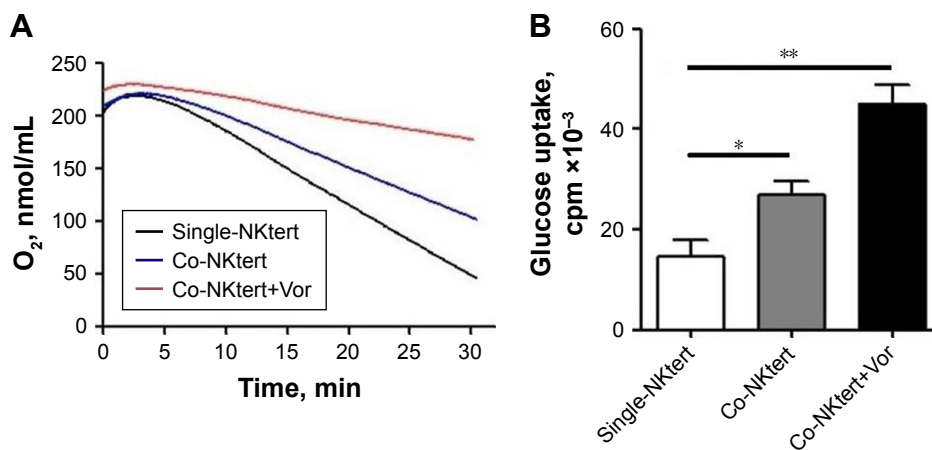 A
250
200
150
100
50
0
O2, nmol/mL
Single-NKtert
Co-NKtert
Co-NKtert+Vor
0 5 10 15 20 25 30
Time, min
B
60
40
20
0
Glucose uptake,
cpm ×10⁻³
**
*
Single-NKtert
Co-NKtert
Co-NKtert+Vor